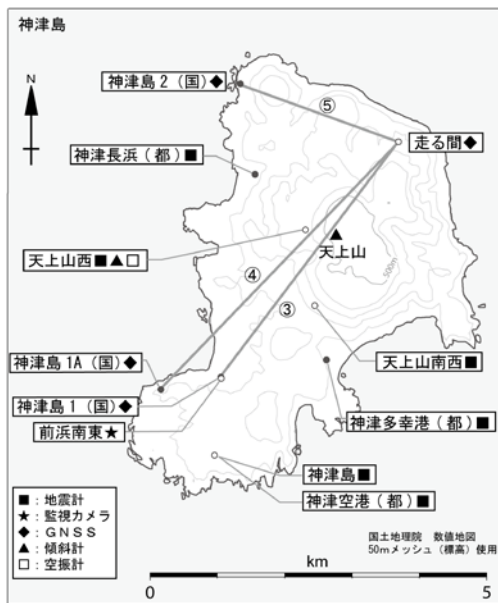 神津島
N
神津島2(国)◆
⑤
走る間◆
神津長浜(都)■
天上山西■▲□
天上山
500m
④
③
神津島1A(国)◆
天上山南西■
神津島1(国)◆
前浜南東★
神津多幸港(都)■
神津島■
神津空港(都)■
■:地震計
★:監視カメラ
◆:GNSS
▲:傾斜計
□:空振計
国土地理院 数値地図
50mメッシュ(標高)使用
km
0 5